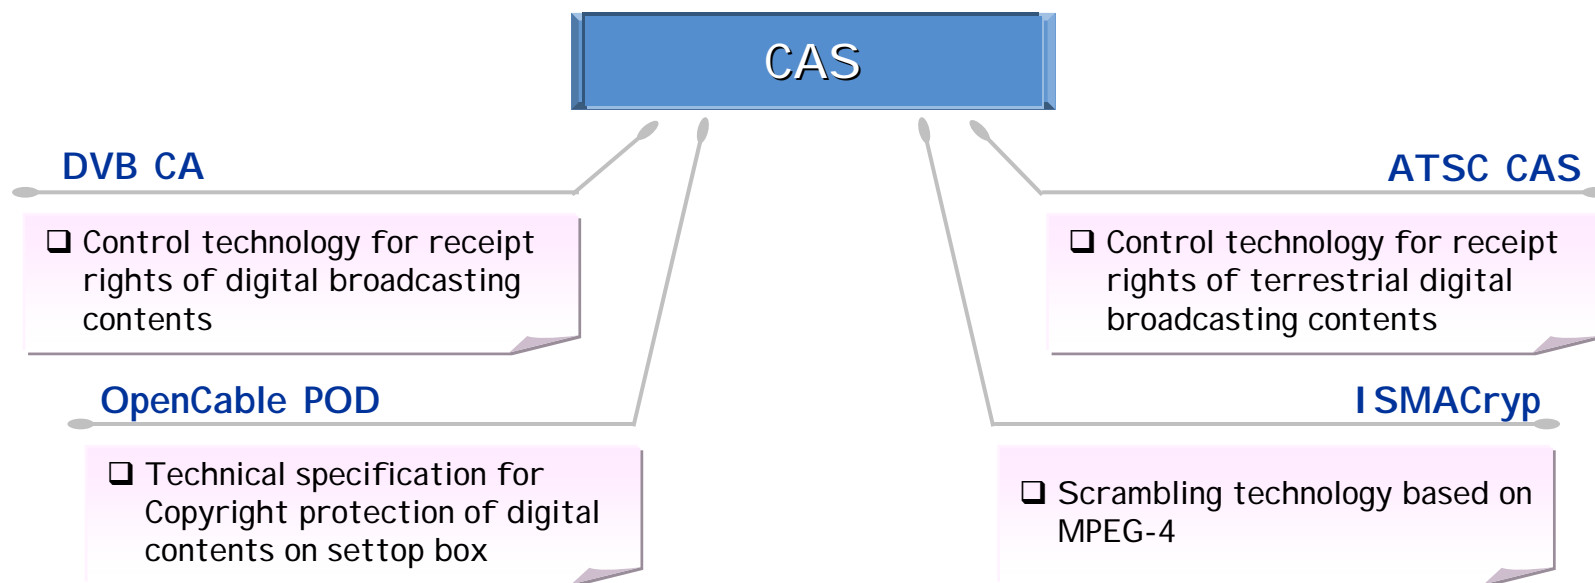 CAS
DVB CA
❑ Control technology for receipt
rights of digital broadcasting
contents
ATSC CAS
❑ Control technology for receipt
rights of terrestrial digital
broadcasting contents
OpenCable POD
❑ Technical specification for
Copyright protection of digital
contents on settop box
ISMACryp
❑ Scrambling technology based on
MPEG-4